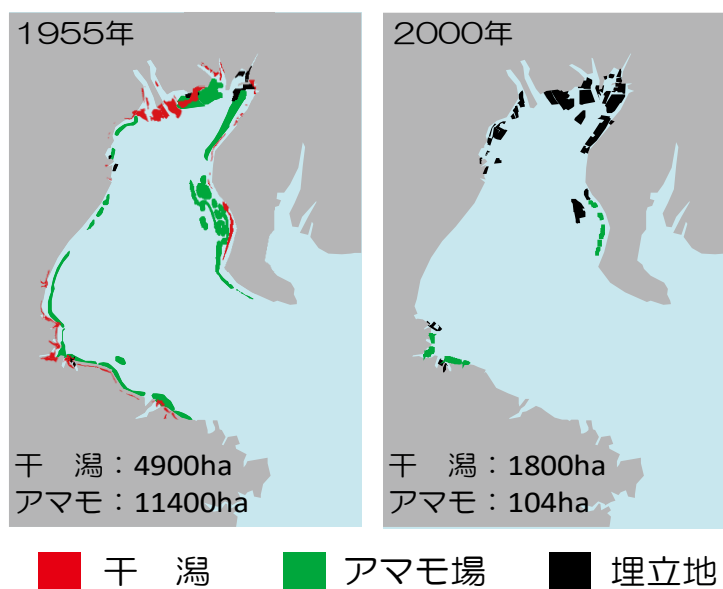 1955年
干　潟：4900ha
アマモ：11400ha
2000年
干　潟：1800ha
アマモ：104ha
干　潟
アマモ場
埋立地